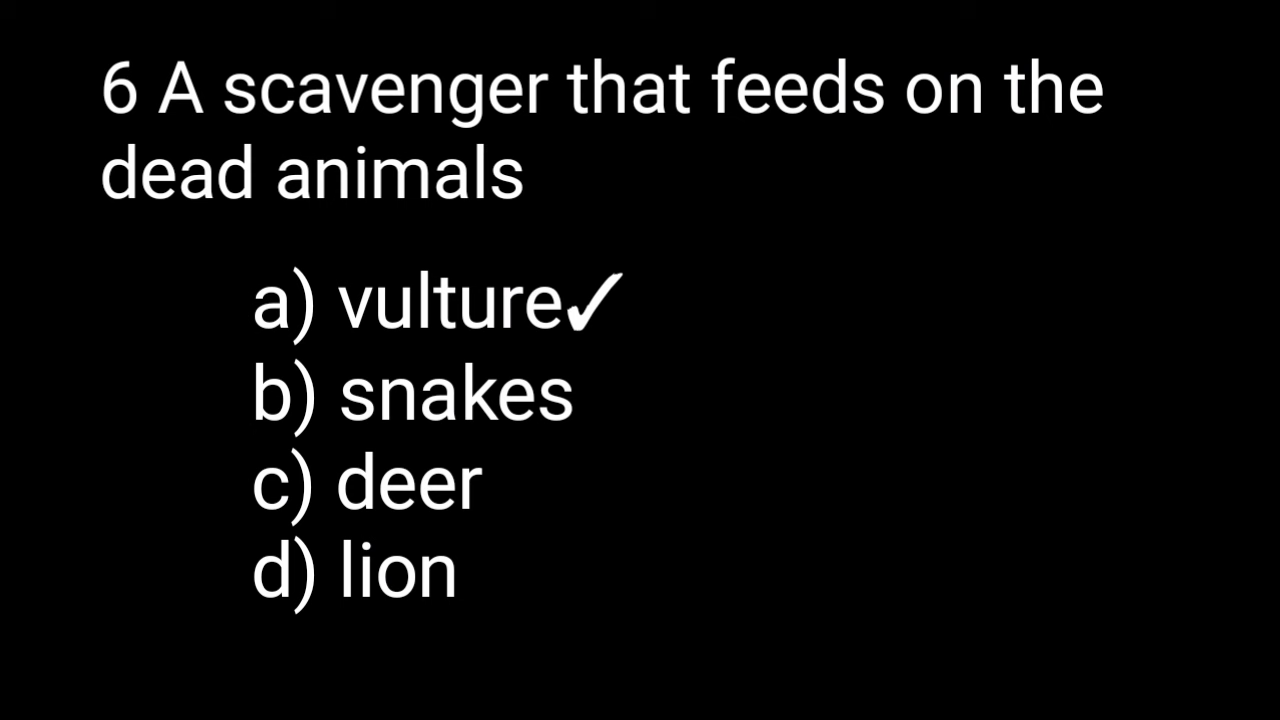 6 A scavenger that feeds on the
dead animals
a) vulture✓
b) snakes
c) deer
d) lion